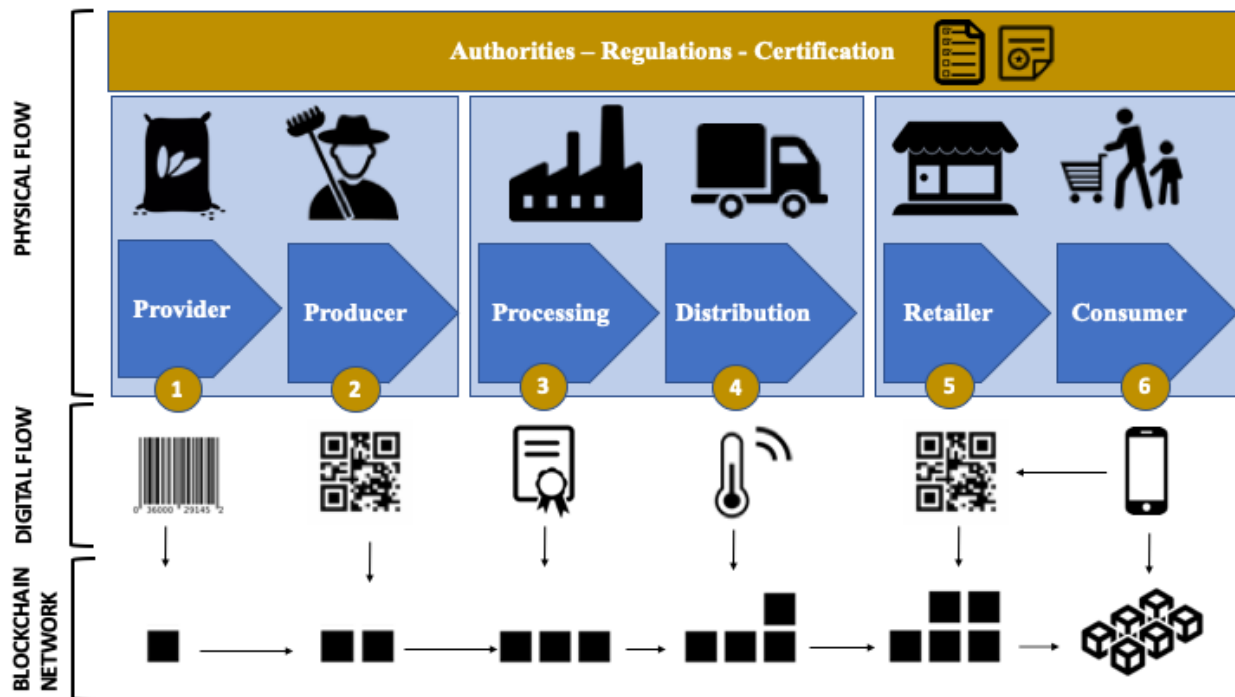 Authorities – Regulations - Certification
PHYSICAL FLOW
Provider
Producer
Processing
Distribution
Retailer
Consumer
1
2
3
4
5
6
DIGITAL FLOW
0 36000 29145 2
BLOCKCHAIN
NETWORK